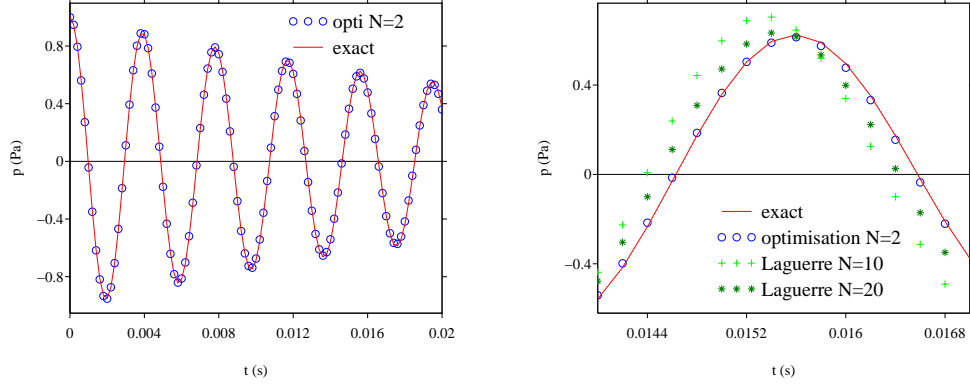 opti N=2
exact
0.8
0.4
0
−0.4
−0.8
p (Pa)
0
0.004
0.008
0.012
0.016
0.02
t (s)
0.4
0
−0.4
p (Pa)
exact
optimisation N=2
Laguerre N=10
Laguerre N=20
0.0144
0.0152
0.016
0.0168
t (s)